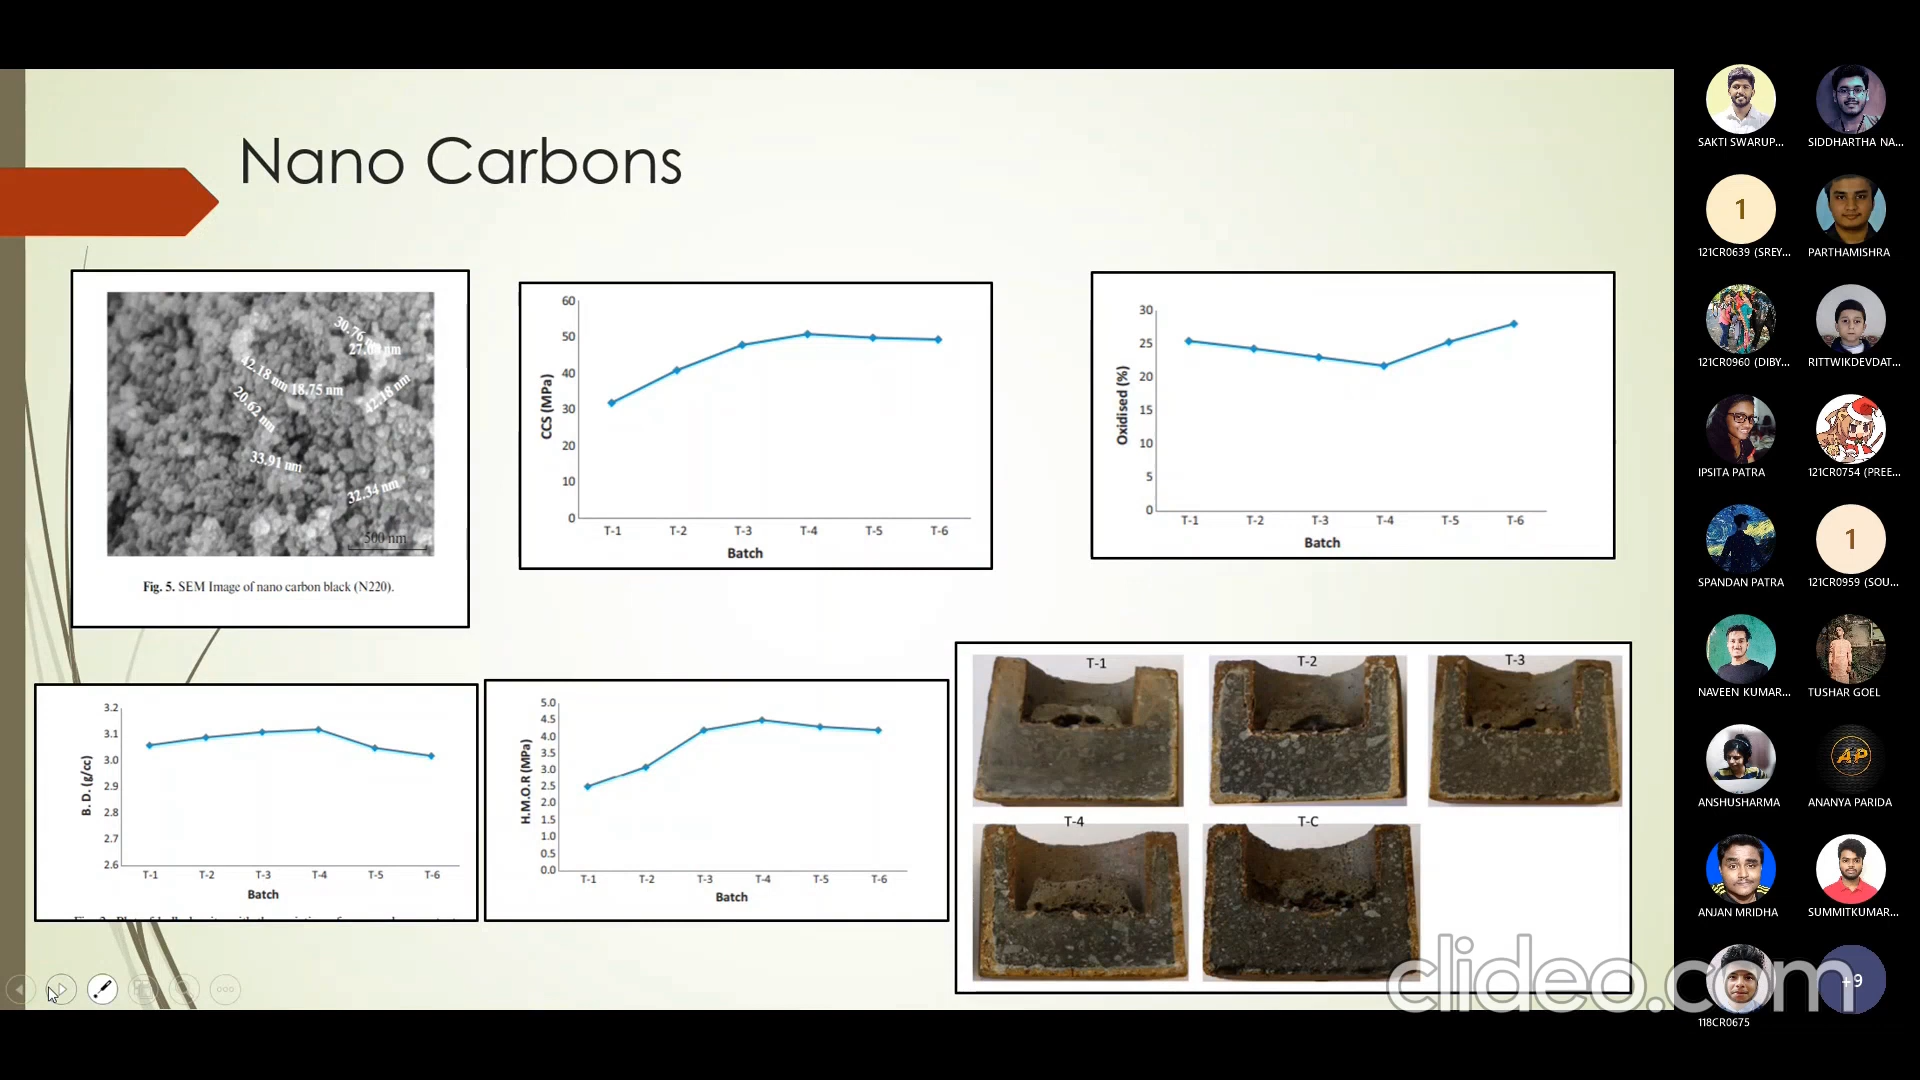 Nano Carbons
30.76
27.
42.18 nm
18.75 nm
42.18 nm
20.62 nm
33.91 nm
32.34 nm
500 nm
Fig. 5. SEM Image of nano carbon black (N220).
CCS (MPa)
60
50
40
30
20
10
0
T-1 T-2 T-3 T-4 T-5 T-6
Batch
Oxidised (%)
30
25
20
15
10
5
0
T-1 T-2 T-3 T-4 T-5 T-6
Batch
B. D. (g/cc)
3.2
3.1
3.0
2.9
2.8
2.7
2.6
T-1 T-2 T-3 T-4 T-5 T-6
Batch
H.M.O.R (MPa)
5.0
4.5
4.0
3.5
3.0
2.5
2.0
1.5
1.0
0.5
0.0
T-1 T-2 T-3 T-4 T-5 T-6
Batch
T-1 T-2 T-3
T-4 T-C
SAKTI SWARUP... SIDDHARTHA NA...
1
121CR0639 (SREY... PARTHAMISHRA
121CR0960 (DIBY... RITTWIKDEVDAT...
IPSITA PATRA 121CR0754 (PREE...
1
SPANDAN PATRA 121CR0959 (SOU...
NAVEEN KUMAR... TUSHAR GOEL
AP
ANSHUSHARMA ANANYA PARIDA
ANJAN MRIDHA SUMMITKUMAR...
+9
118CR0675
clideo.com